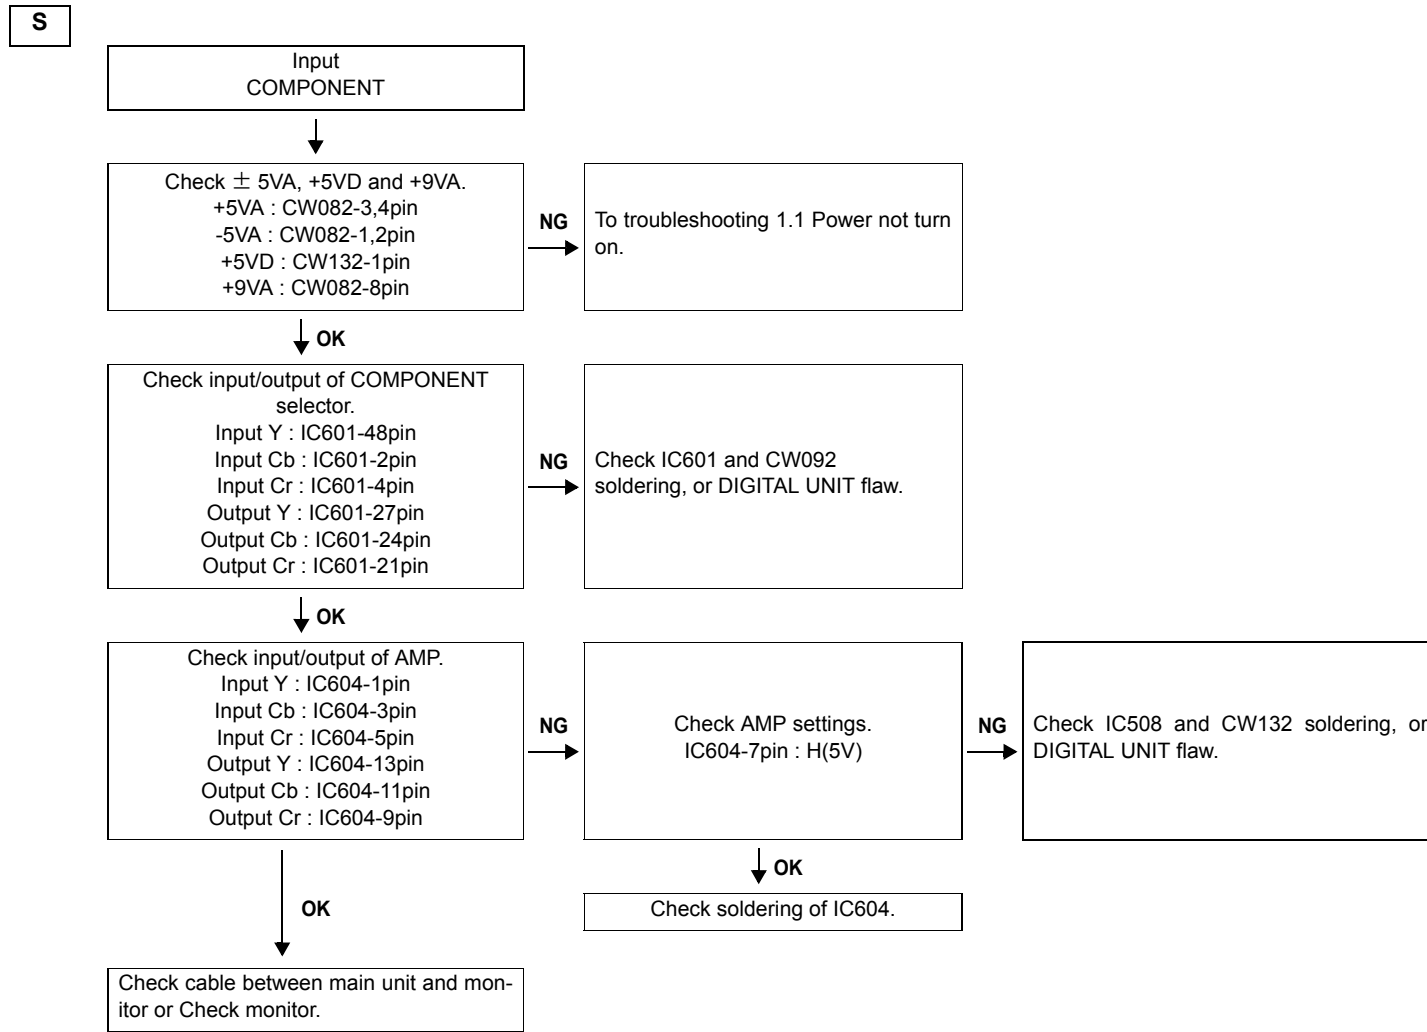 S
Input
COMPONENT
Check ± 5VA, +5VD and +9VA.
+5VA : CW082-3,4pin
-5VA : CW082-1,2pin
+5VD : CW132-1pin
+9VA : CW082-8pin
NG
To troubleshooting 1.1 Power not turn
on.
OK
Check input/output of COMPONENT
selector.
Input Y : IC601-48pin
Input Cb : IC601-2pin
Input Cr : IC601-4pin
Output Y : IC601-27pin
Output Cb : IC601-24pin
Output Cr : IC601-21pin
NG
Check IC601 and CW092
soldering, or DIGITAL UNIT flaw.
OK
Check input/output of AMP.
Input Y : IC604-1pin
Input Cb : IC604-3pin
Input Cr : IC604-5pin
Output Y : IC604-13pin
Output Cb : IC604-11pin
Output Cr : IC604-9pin
NG
Check AMP settings.
IC604-7pin : H(5V)
NG
Check IC508 and CW132 soldering, or
DIGITAL UNIT flaw.
OK
Check soldering of IC604.
OK
Check cable between main unit and mon-
itor or Check monitor.